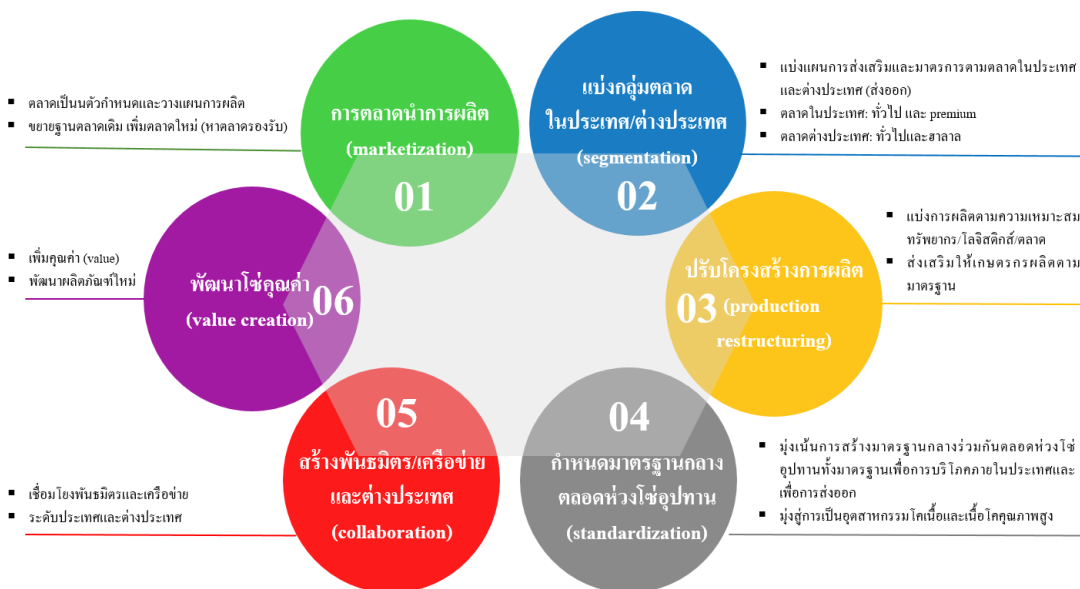 ▪ ตลาดเป็นนตัวกำหนดและวางแผนการผลิต
▪ ขยายฐานตลาดเดิม เพิ่มตลาดใหม่ (หาตลาดรองรับ)
การตลาดนำการผลิต
(marketization)
01
แบ่งกลุ่มตลาด
ในประเทศ/ต่างประเทศ
(segmentation)
02
▪ แบ่งแผนการส่งเสริมและมาตรการตามตลาดในประเทศ
และต่างประเทศ (ส่งออก)
▪ ตลาดในประเทศ: ทั่วไป และ premium
▪ ตลาดต่างประเทศ: ทั่วไปและฮาลาล
ปรับโครงสร้างการผลิต
03 (production
restructuring)
▪ แบ่งการผลิตตามความเหมาะสม
ทรัพยากร/โลจิสติกส์/ตลาด
▪ ส่งเสริมให้เกษตรกรผลิตตาม
มาตรฐาน
04
กำหนดมาตรฐานกลาง
ตลอดห่วงโซ่อุปทาน
(standardization)
▪ มุ่งเน้นการสร้างมาตรฐานกลางร่วมกันตลอดห่วงโซ่
อุปทานทั้งมาตรฐานเพื่อการบริโภคภายในประเทศและ
เพื่อการส่งออก
▪ มุ่งสู่การเป็นอุตสาหกรรมโคเนื้อและเนื้อโคคุณภาพสูง
05
สร้างพันธมิตร/เครือข่าย
และต่างประเทศ
(collaboration)
▪ เชื่อมโยงพันธมิตรและเครือข่าย
▪ ระดับประเทศและต่างประเทศ
พัฒนาโซ่คุณค่า
(value creation)
06
▪ เพิ่มคุณค่า (value)
▪ พัฒนาผลิตภัณฑ์ใหม่